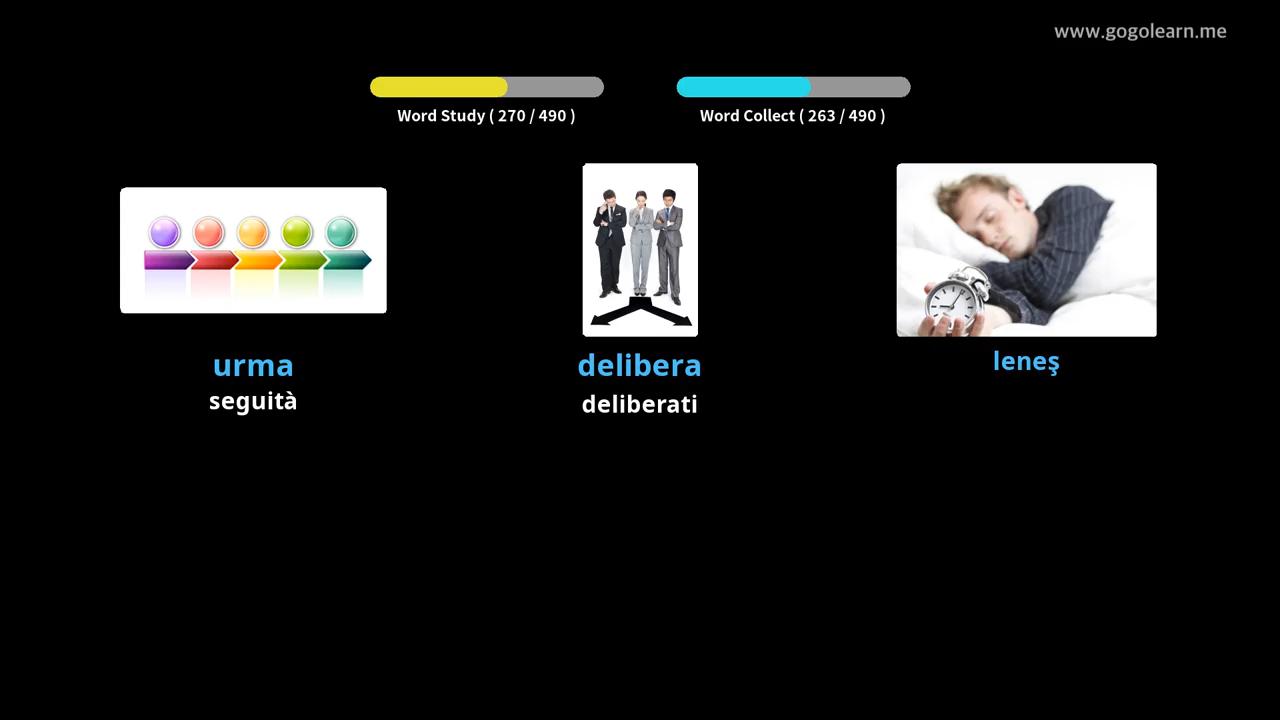 www.gogolearn.me
Word Study ( 270 / 490 )
Word Collect ( 263 / 490 )
urma
seguità
delibera
deliberati
leneş